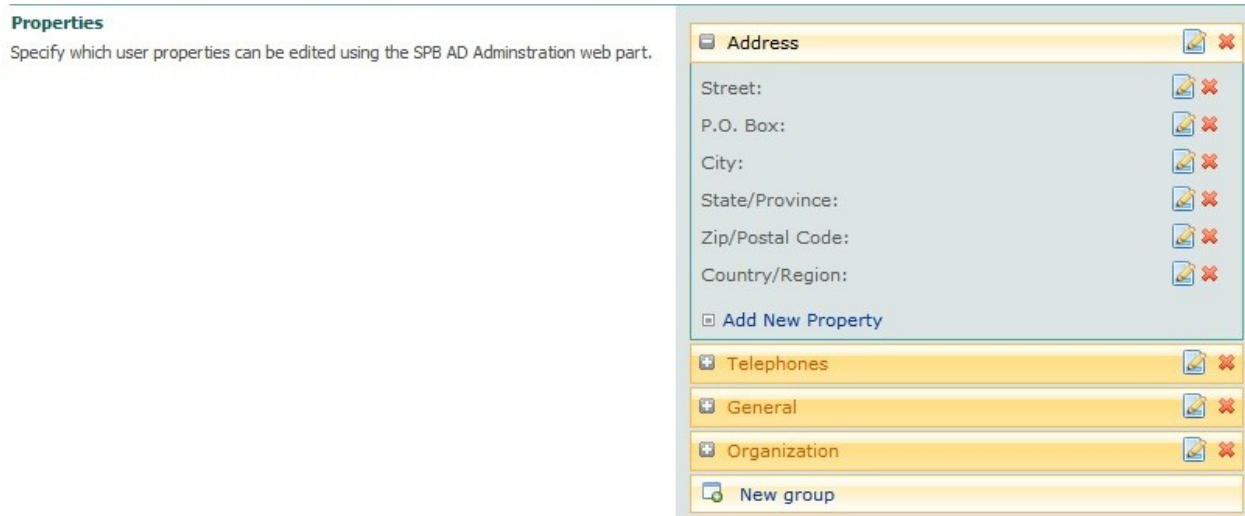 Properties
Specify which user properties can be edited using the SPB AD Adminstration web part.
Address
Street:
P.O. Box:
City:
State/Province:
Zip/Postal Code:
Country/Region:
Add New Property
Telephones
General
Organization
New group